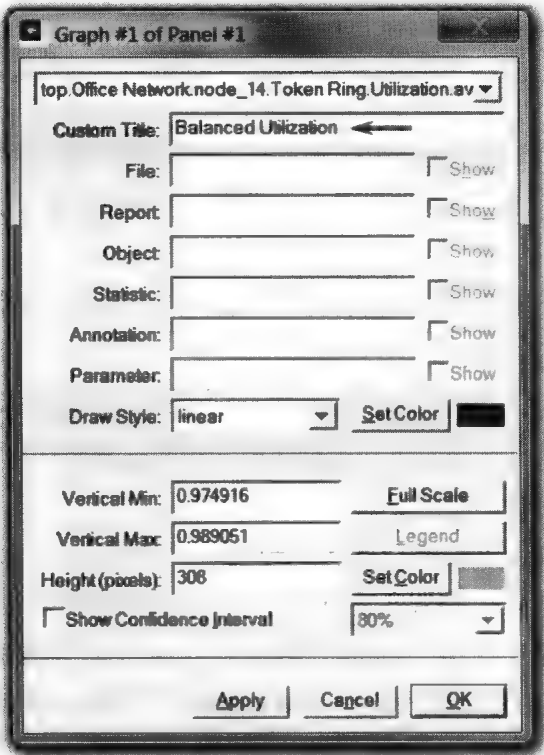 Graph #1 of Panel #1
top.Office Network.node_14.Token Ring.Utilization.av
Custom Title: Balanced Utilization
File: Show
Report: Show
Object: Show
Statistic: Show
Annotation: Show
Parameter: Show
Draw Style: linear Set Color
Vertical Min: 0.974916 Full Scale
Vertical Max: 0.989051 Legend
Height (pixels): 308 Set Color
Show Confidence Interval 80%
Apply Cancel OK